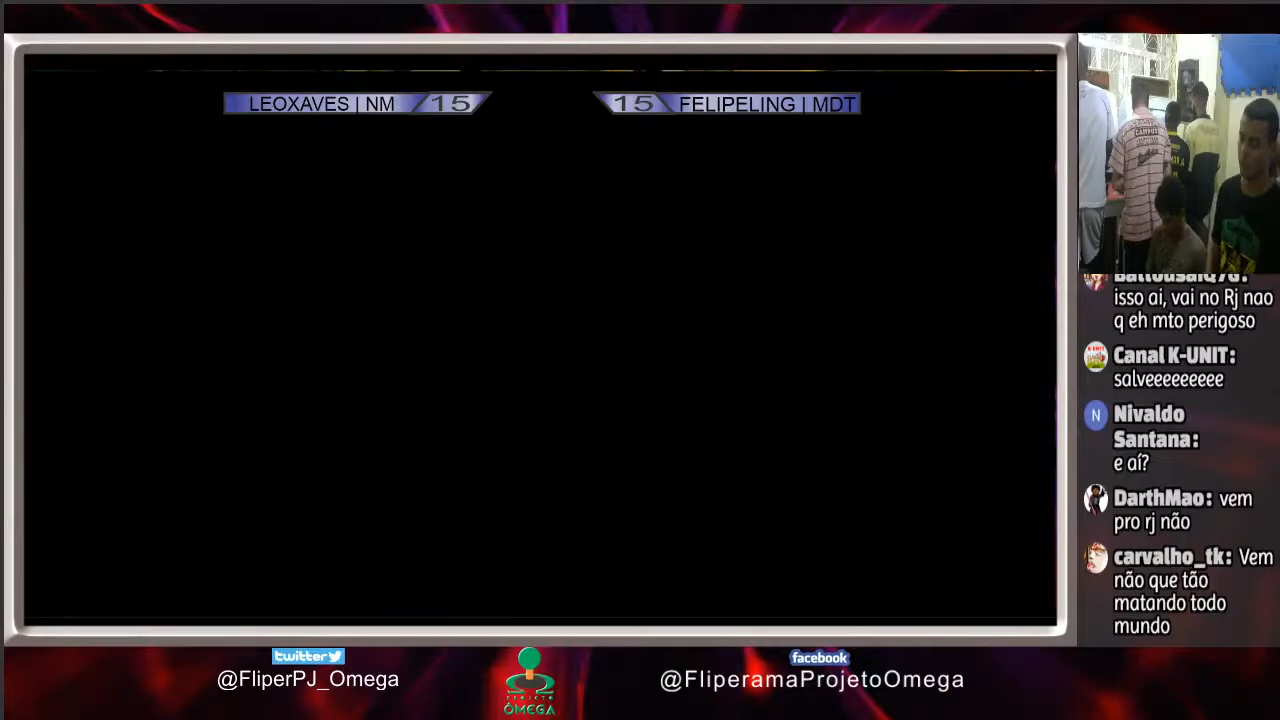 LEOXAVES | NM 15
15 FELIPELING | MDT
CAMPUS
isso ai, vai no Rj nao
q eh mto perigoso
Canal K-UNIT:
salveeeeeeeee
N Nivaldo
Santana:
e aí?
DarthMao: vem
pro rj não
carvalho_tk: Vem
não que tão
matando todo
mundo
twitter
@FliperPJ_Omega
PROJETO
ÔMEGA
facebook
@FliperamaProjetoOmega